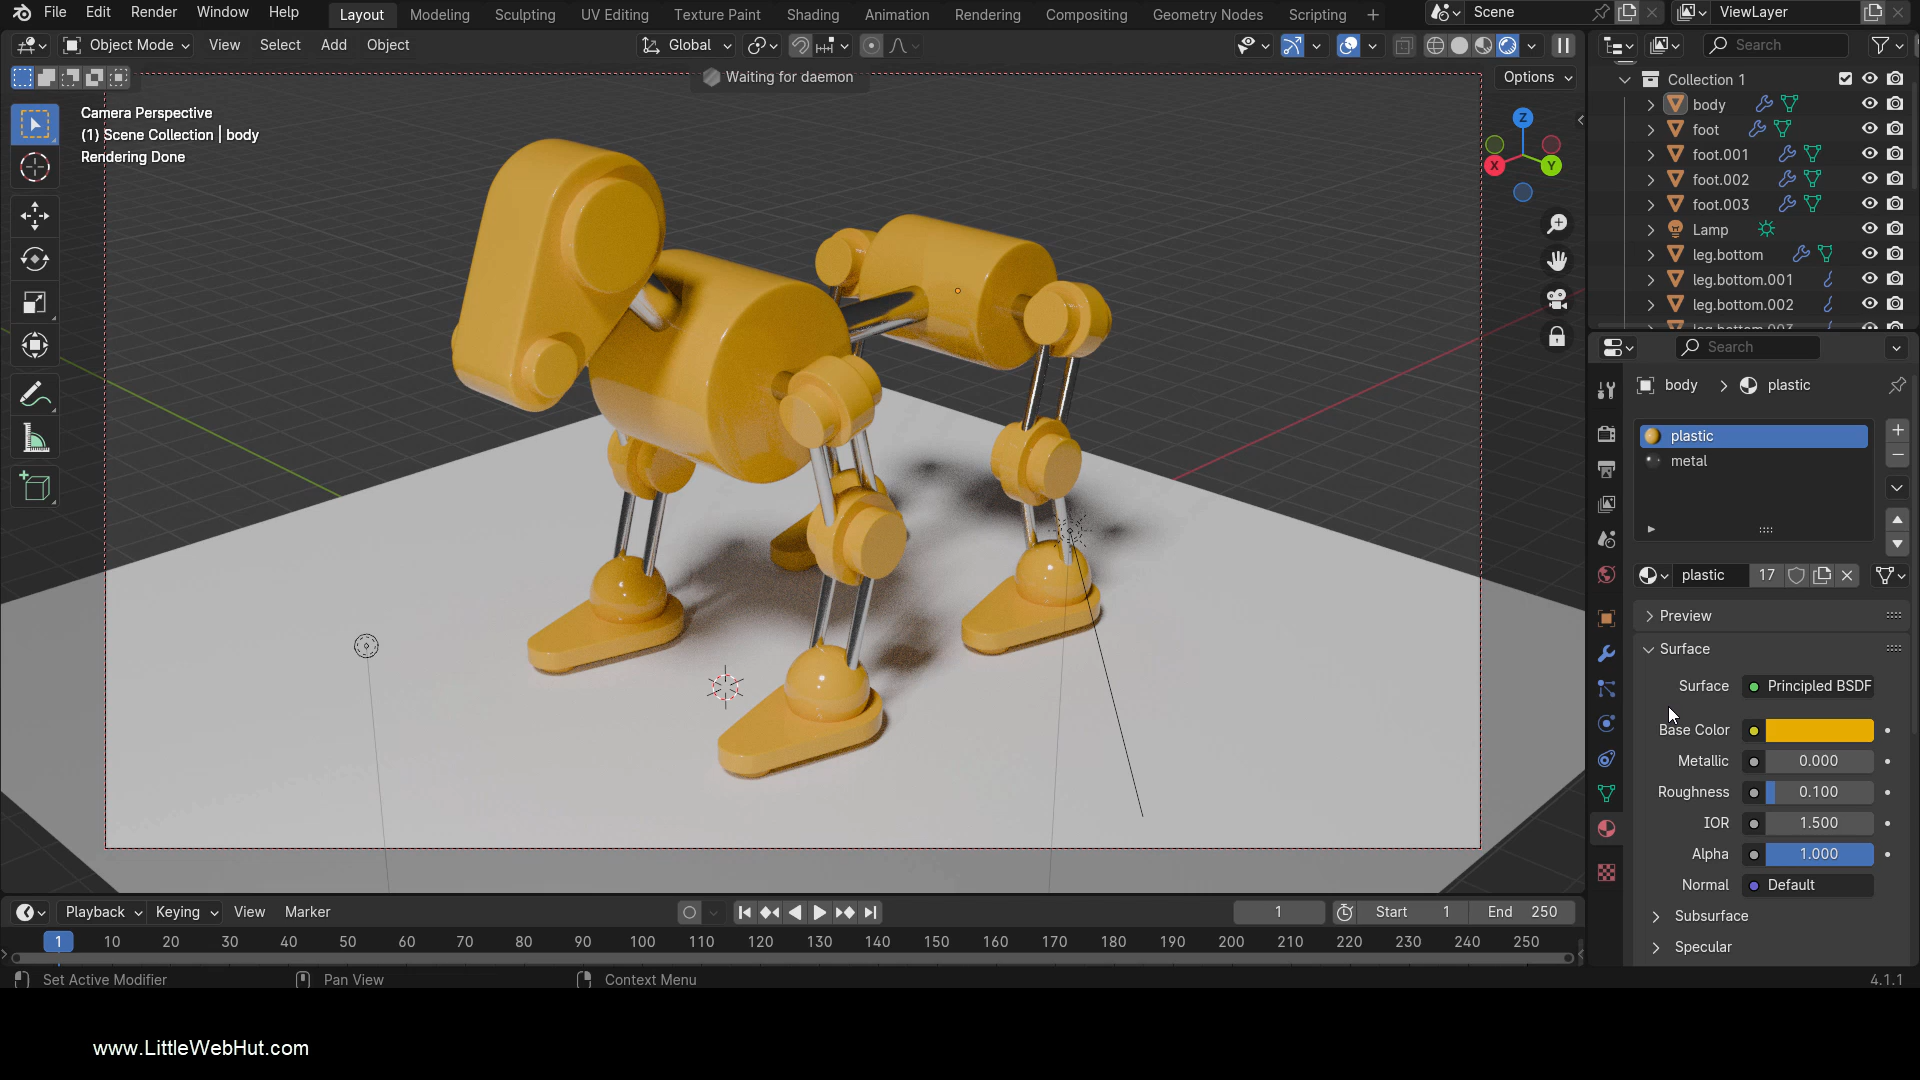 File Edit Render Window Help Layout Modeling Sculpting UV Editing Texture Paint Shading Animation Rendering Compositing Geometry Nodes Scripting + Scene ViewLayer
Object Mode View Select Add Object Global Search
Waiting for daemon Options
Camera Perspective
(1) Scene Collection | body
Rendering Done
Z
X
Y
Collection 1
body
foot
foot.001
foot.002
foot.003
Lamp
leg.bottom
leg.bottom.001
leg.bottom.002
leg.bottom.003
Search
body > plastic
plastic
metal
plastic 17
Preview
Surface
Surface Principled BSDF
Base Color
Metallic 0.000
Roughness 0.100
IOR 1.500
Alpha 1.000
Normal Default
Subsurface
Specular
Playback Keying View Marker 1 Start 1 End 250
1 10 20 30 40 50 60 70 80 90 100 110 120 130 140 150 160 170 180 190 200 210 220 230 240 250
Set Active Modifier Pan View Context Menu 4.1.1
www.LittleWebHut.com